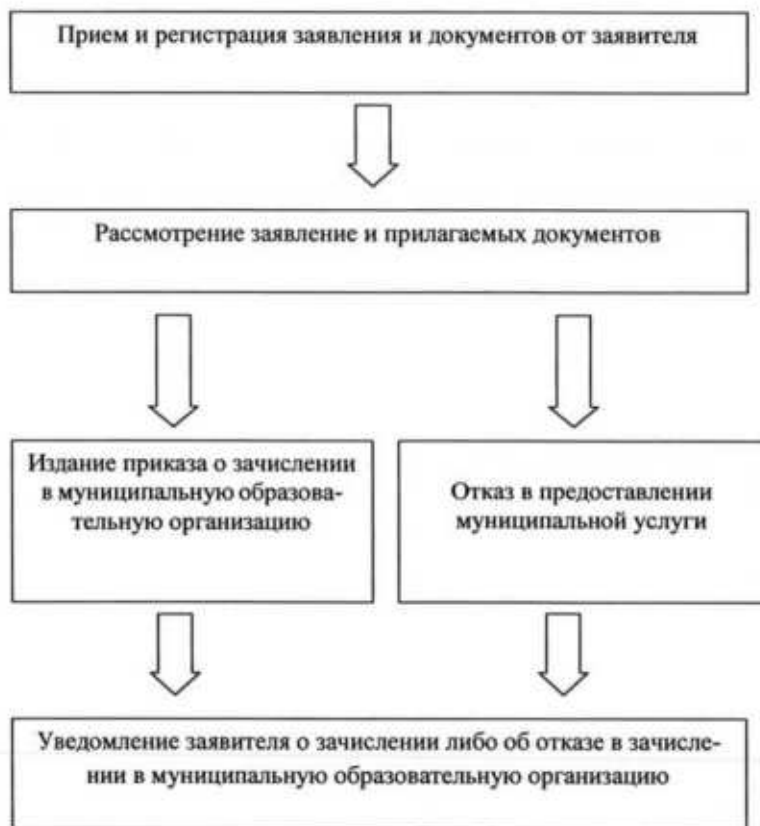 Прием и регистрация заявления и документов от заявителя
Рассмотрение заявление и прилагаемых документов
Издание приказа о зачислении
в муниципальную образова-
тельную организацию
Отказ в предоставлении
муниципальной услуги
Уведомление заявителя о зачислении либо об отказе в зачисле-
нии в муниципальную образовательную организацию